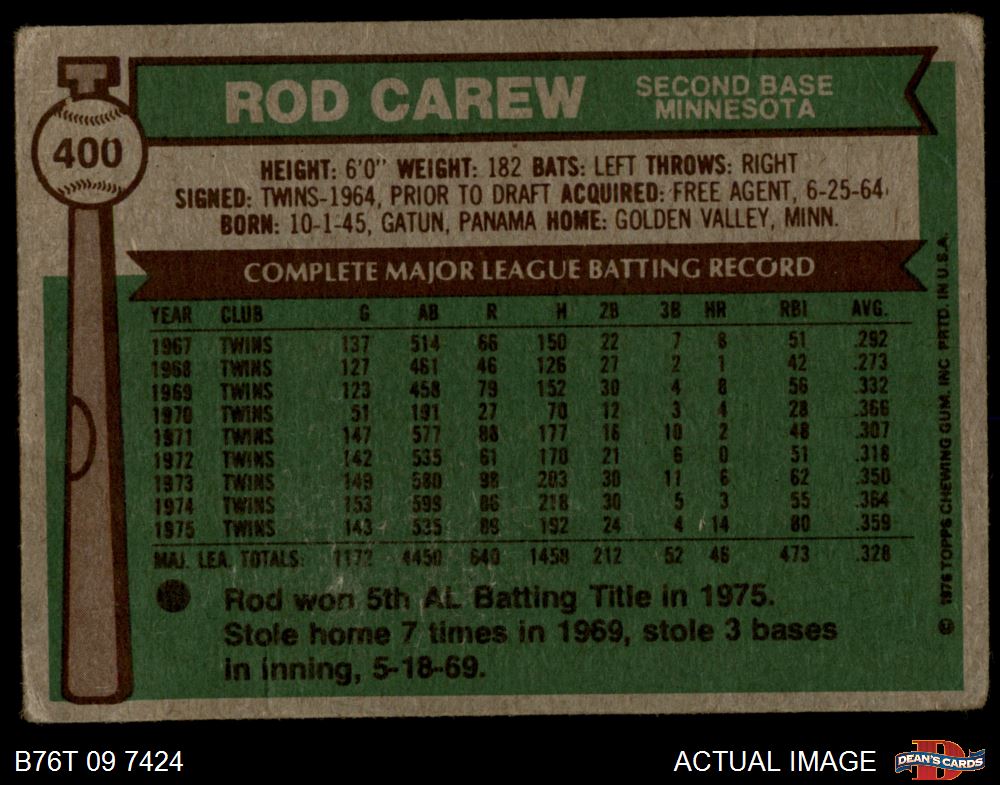 400
ROD CAREW
SECOND BASE
MINNESOTA
HEIGHT: 6'0" WEIGHT: 182 BATS: LEFT THROWS: RIGHT
SIGNED: TWINS-1964, PRIOR TO DRAFT ACQUIRED: FREE AGENT, 6-25-64
BORN: 10-1-45, GATUN, PANAMA HOME: GOLDEN VALLEY, MINN.
COMPLETE MAJOR LEAGUE BATTING RECORD
YEAR CLUB G AB R H 2B 3B HR RBI AVG.
1967 TWINS 137 514 66 150 22 7 8 51 .292
1968 TWINS 127 461 46 126 27 2 1 42 .273
1969 TWINS 123 458 79 152 30 4 8 56 .332
1970 TWINS 51 191 27 70 12 3 4 28 .366
1971 TWINS 147 577 88 177 16 10 2 48 .307
1972 TWINS 142 535 61 170 21 6 0 51 .318
1973 TWINS 149 580 98 203 30 11 6 62 .350
1974 TWINS 153 599 86 218 30 5 3 55 .364
1975 TWINS 143 535 89 192 24 4 14 80 .359
MAJ. LEA. TOTALS: 1172 4450 640 1458 212 52 46 473 .328
Rod won 5th AL Batting Title in 1975.
Stole home 7 times in 1969, stole 3 bases
in inning, 5-18-69.
© 1976 TOPPS CHEWING GUM, INC. PRTD. IN U.S.A.
B76T 09 7424
ACTUAL IMAGE
DEAN'S CARDS